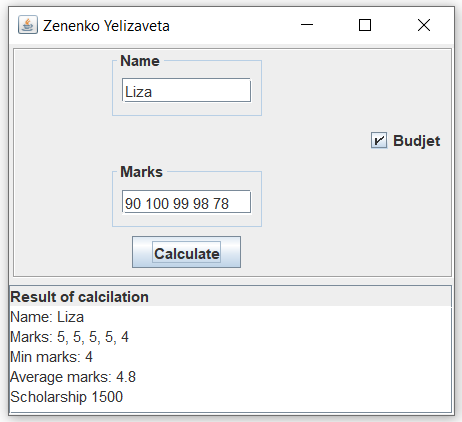 Zenenko Yelizaveta
Name
Liza
Budjet
Marks
90 100 99 98 78
Calculate
Result of calcilation
Name: Liza
Marks: 5, 5, 5, 5, 4
Min marks: 4
Average marks: 4.8
Scholarship 1500